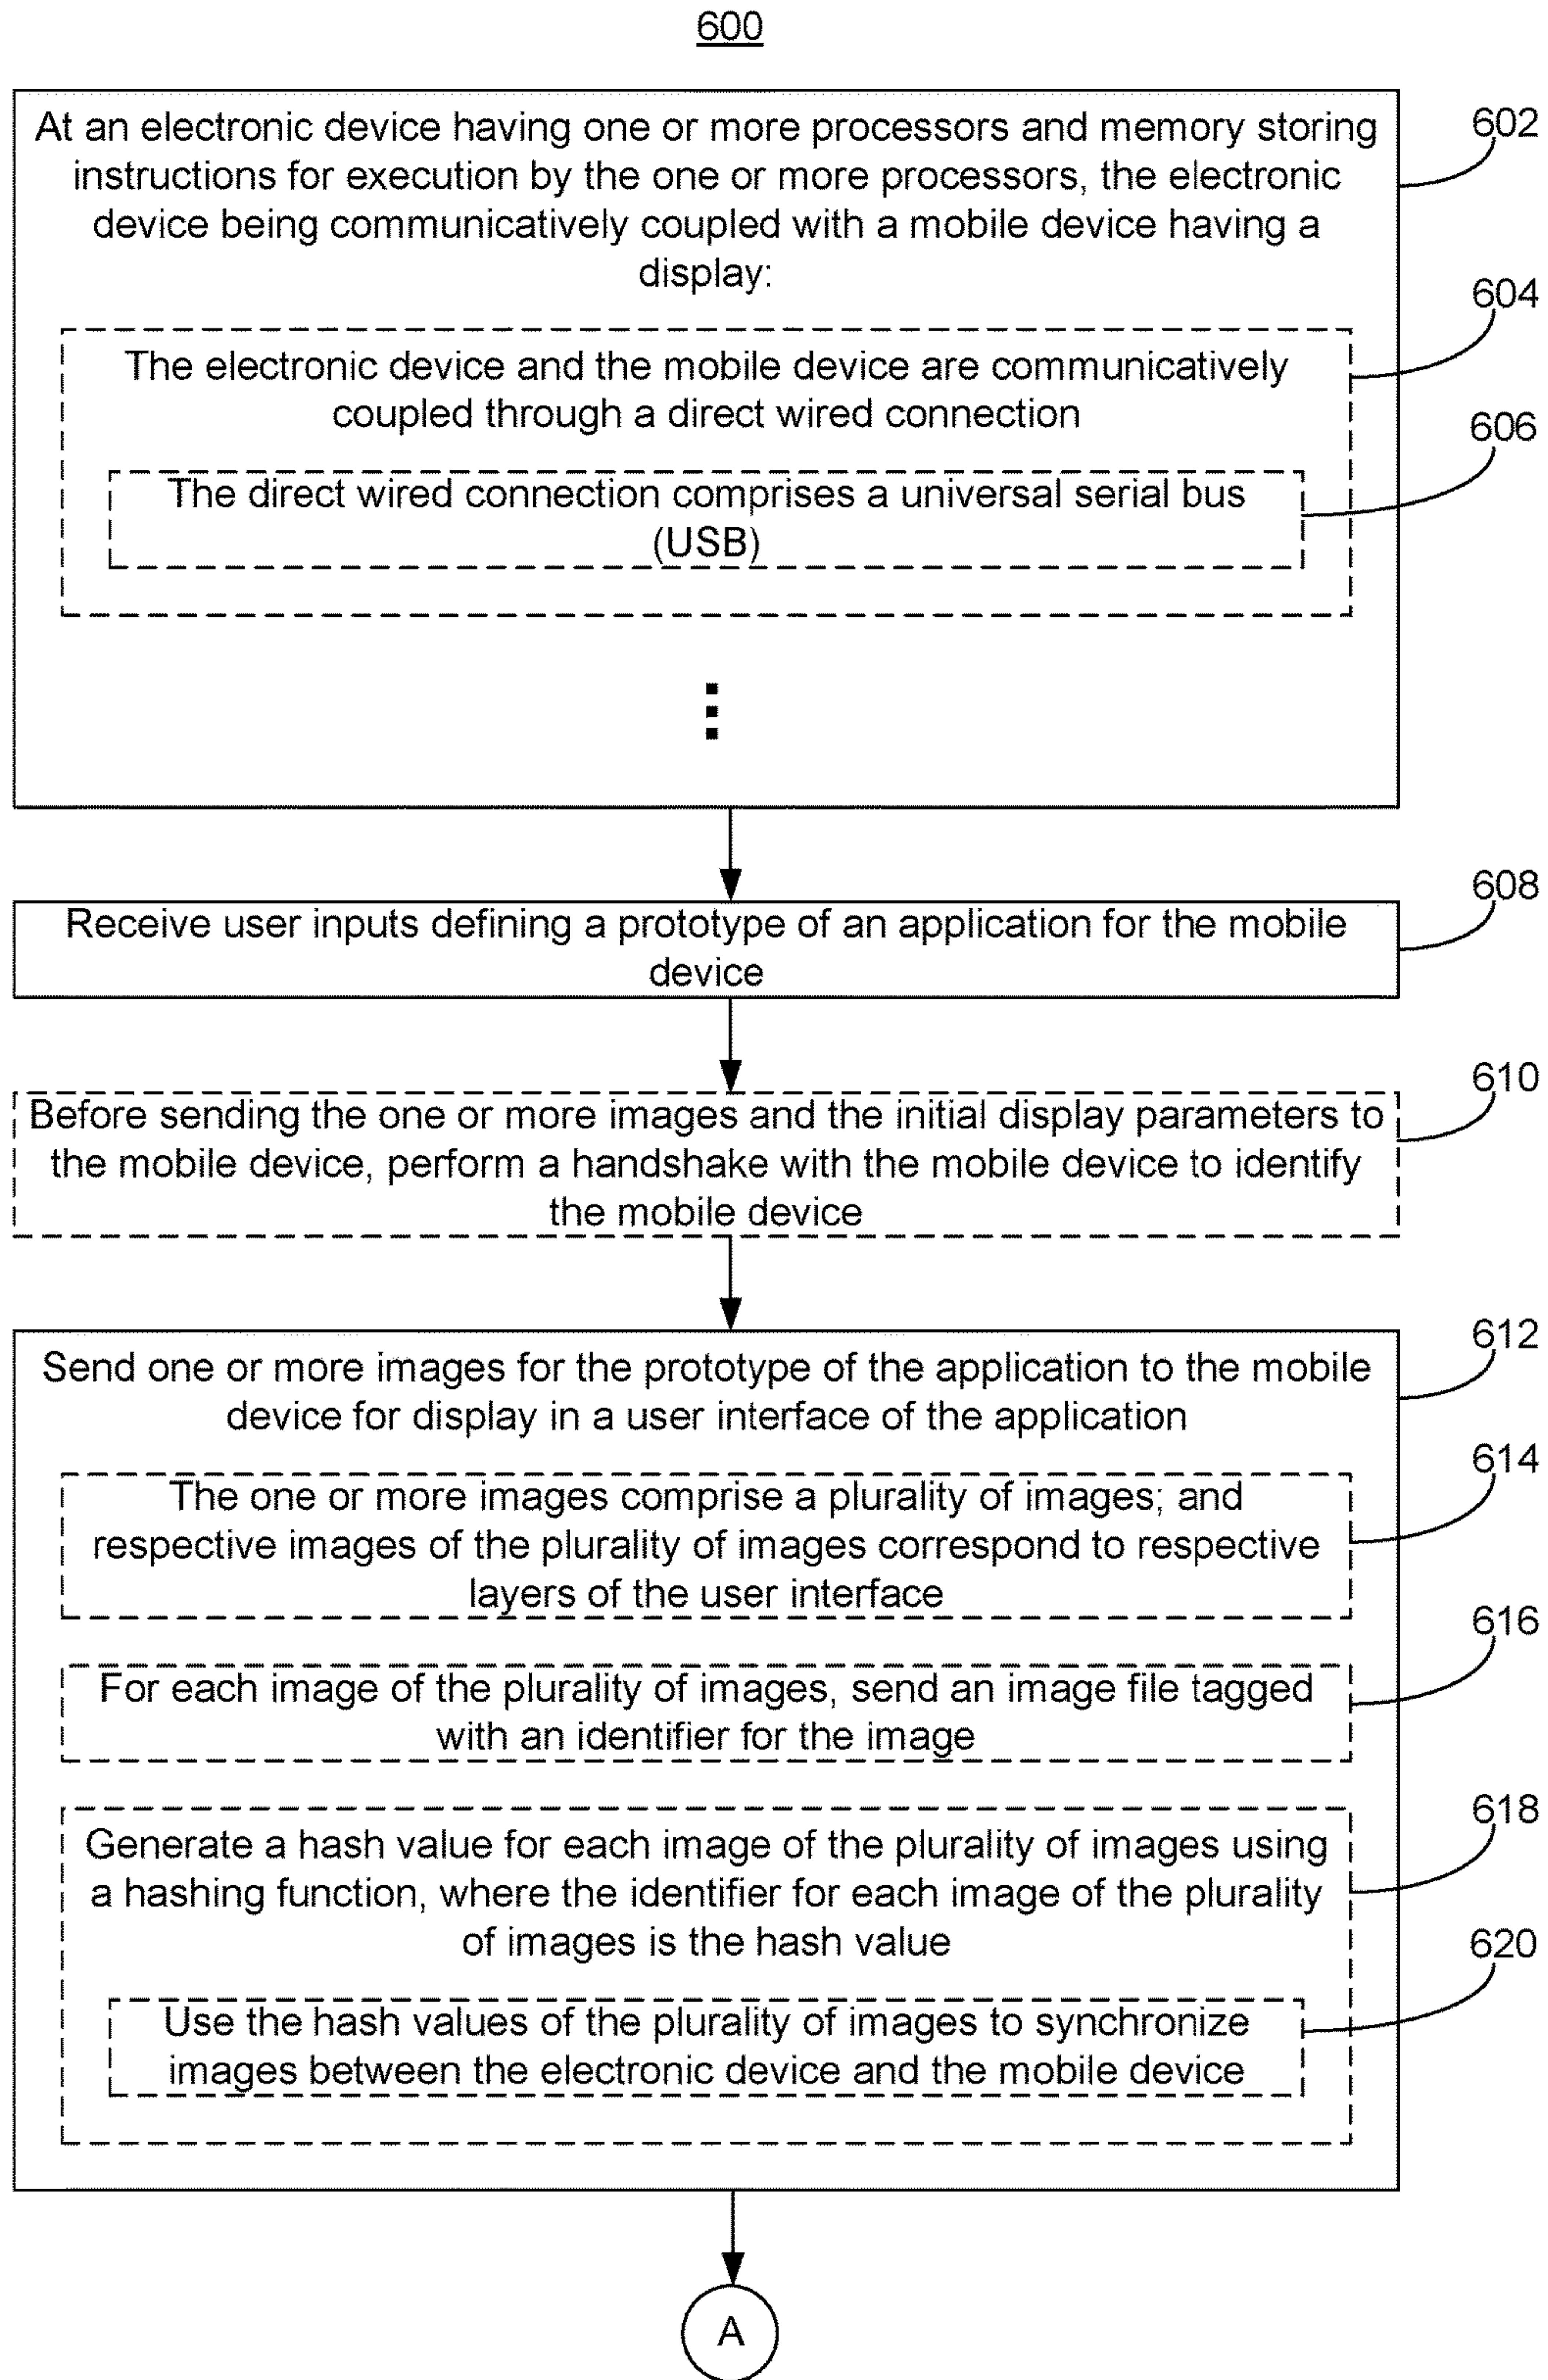 600
At an electronic device having one or more processors and memory storing
instructions for execution by the one or more processors, the electronic
device being communicatively coupled with a mobile device having a
display:
602
The electronic device and the mobile device are communicatively
coupled through a direct wired connection
604
The direct wired connection comprises a universal serial bus
(USB)
606
Receive user inputs defining a prototype of an application for the mobile
device
608
Before sending the one or more images and the initial display parameters to
the mobile device, perform a handshake with the mobile device to identify
the mobile device
610
Send one or more images for the prototype of the application to the mobile
device for display in a user interface of the application
612
The one or more images comprise a plurality of images; and
respective images of the plurality of images correspond to respective
layers of the user interface
614
For each image of the plurality of images, send an image file tagged
with an identifier for the image
616
Generate a hash value for each image of the plurality of images using
a hashing function, where the identifier for each image of the plurality
of images is the hash value
618
Use the hash values of the plurality of images to synchronize
images between the electronic device and the mobile device
620
A